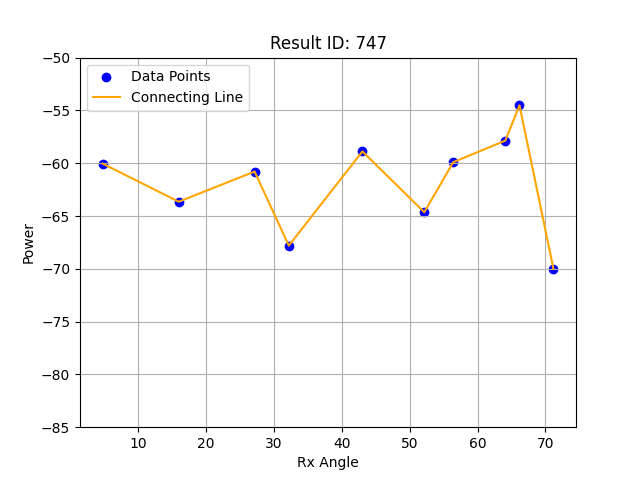 Result ID: 747
Data Points
Connecting Line
Power
−50
−55
−60
−65
−70
−75
−80
−85
10 20 30 40 50 60 70
Rx Angle